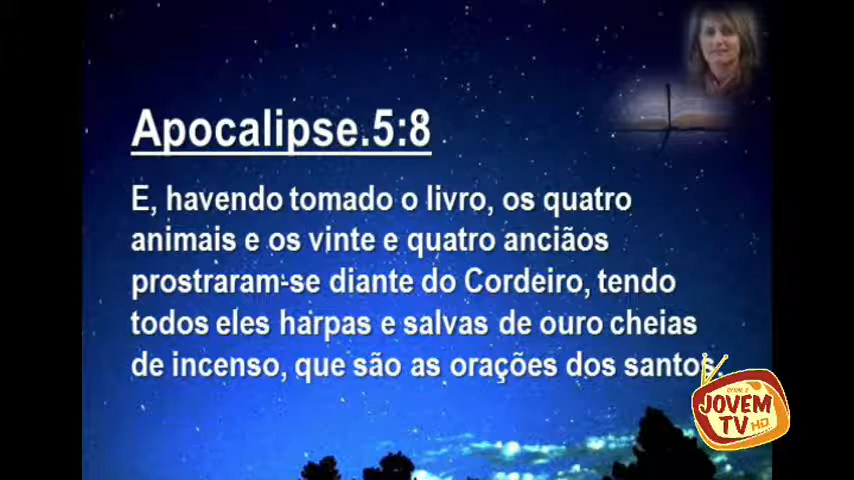 Apocalipse.5:8
E, havendo tomado o livro, os quatro
animais e os vinte e quatro anciãos
prostraram-se diante do Cordeiro, tendo
todos eles harpas e salvas de ouro cheias
de incenso, que são as orações dos santos.
JOVEM
TV HD